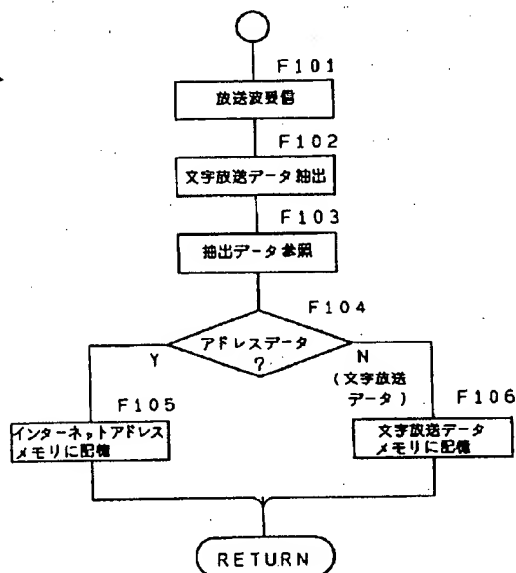 F101
放送波受信
F102
文字放送データ抽出
F103
抽出データ参照
F104
アドレスデータ
?
Y
N
(文字放送
データ)
F105
インターネットアドレス
メモリに記憶
F106
文字放送データ
メモリに記憶
RETURN